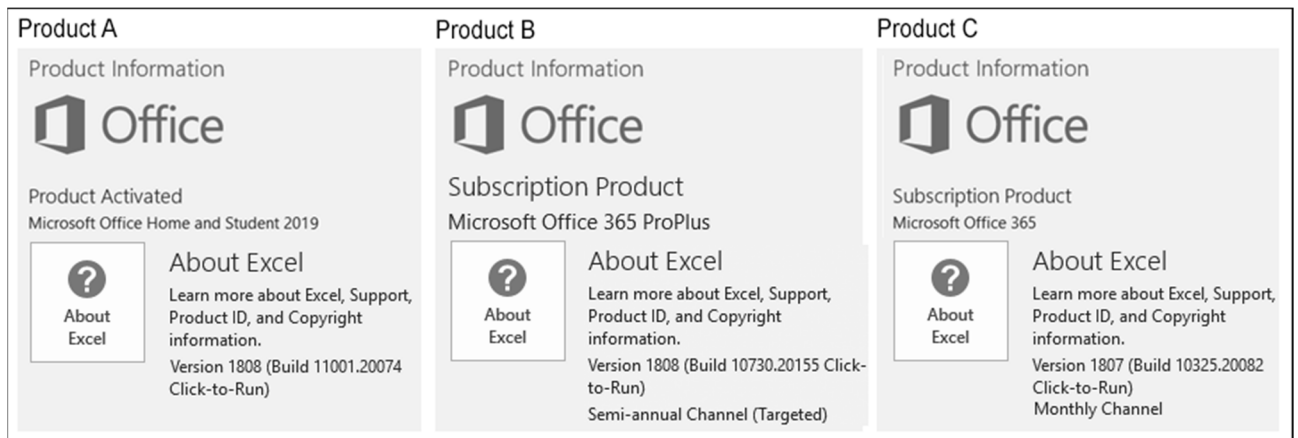 Product A
Product Information
Office
Product Activated
Microsoft Office Home and Student 2019
?
About
Excel
About Excel
Learn more about Excel, Support,
Product ID, and Copyright
information.
Version 1808 (Build 11001.20074
Click-to-Run)
Product B
Product Information
Office
Subscription Product
Microsoft Office 365 ProPlus
?
About
Excel
About Excel
Learn more about Excel, Support,
Product ID, and Copyright
information.
Version 1808 (Build 10730.20155 Click-
to-Run)
Semi-annual Channel (Targeted)
Product C
Product Information
Office
Subscription Product
Microsoft Office 365
?
About
Excel
About Excel
Learn more about Excel, Support,
Product ID, and Copyright
information.
Version 1807 (Build 10325.20082
Click-to-Run)
Monthly Channel